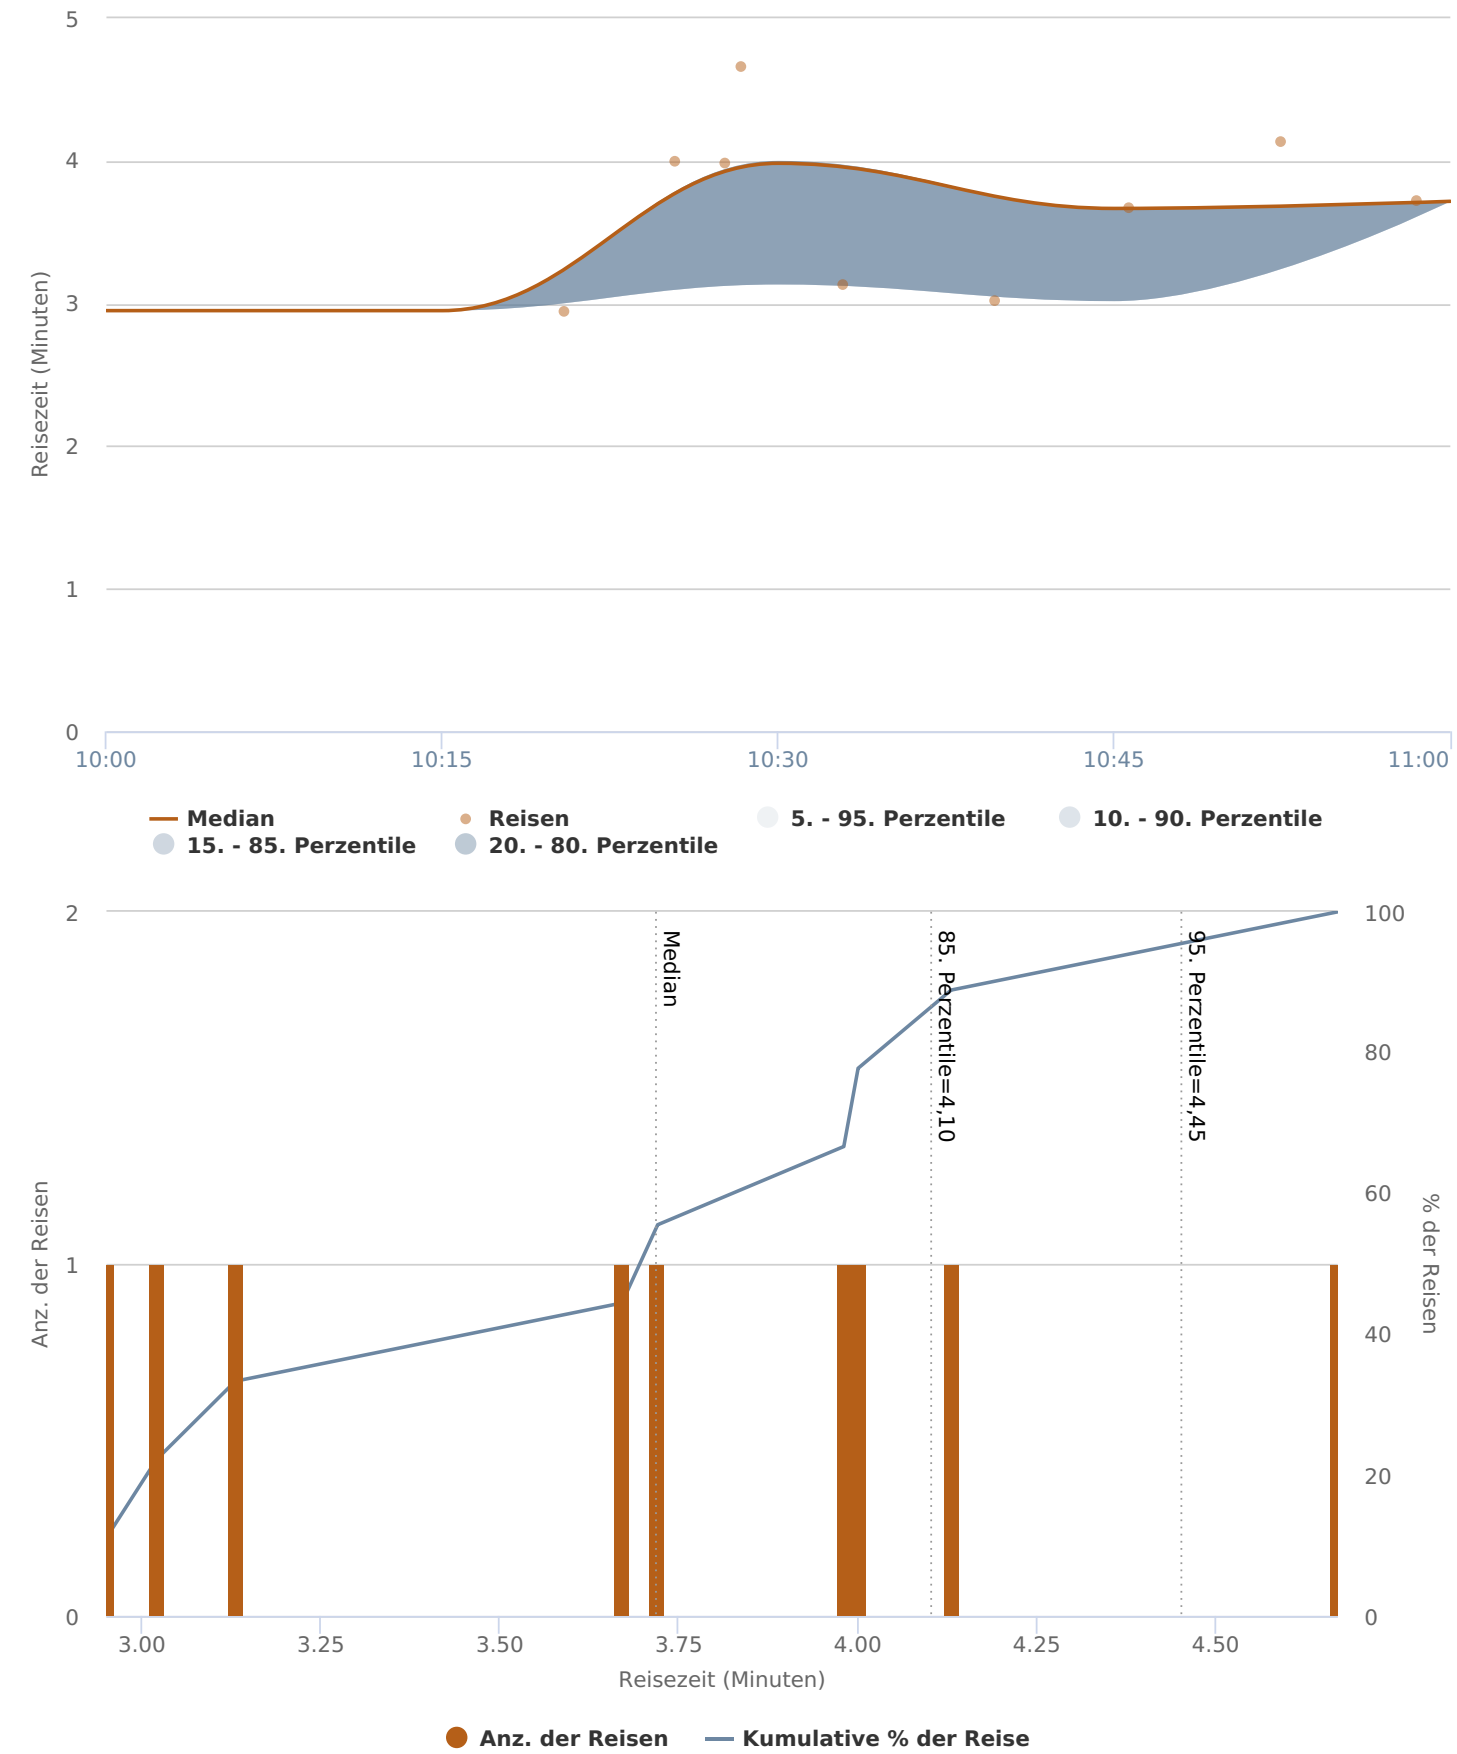 5
4
3
2
1
0
Reisezeit (Minuten)
10:00 10:15 10:30 10:45 11:00
Median Reisen 5. - 95. Perzentile 10. - 90. Perzentile
15. - 85. Perzentile 20. - 80. Perzentile
2
1
0
Anz. der Reisen
Median
85. Perzentile=4,10
95. Perzentile=4,45
100
80
60
40
20
0
% der Reisen
3.00 3.25 3.50 3.75 4.00 4.25 4.50
Reisezeit (Minuten)
Anz. der Reisen Kumulative % der Reise